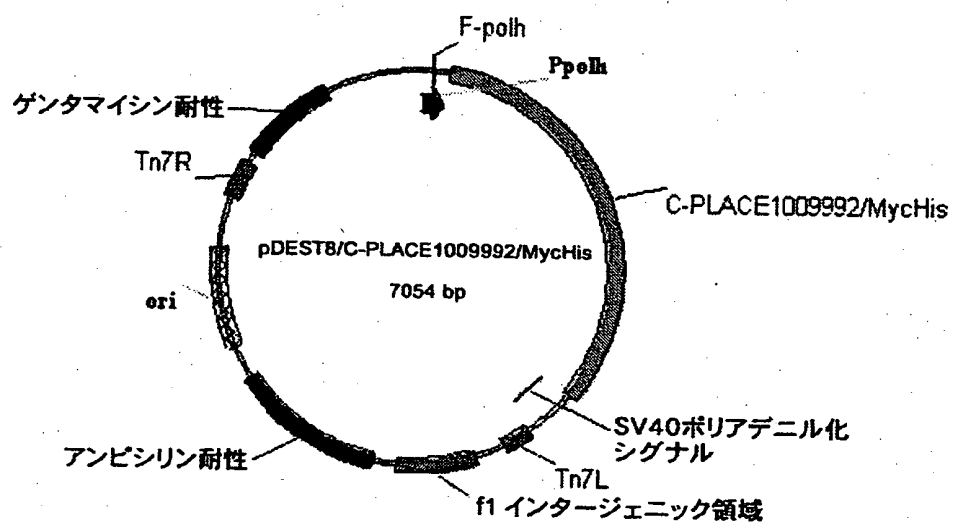 F-polh
Ppolh
ゲンタマイシン耐性
Tn7R
C-PLACE1009992/MycHis
pDEST8/C-PLACE1009992/MycHis
7054 bp
ori
SV40ポリアデニル化
シグナル
アンピシリン耐性
Tn7L
f1 インタージェニック領域